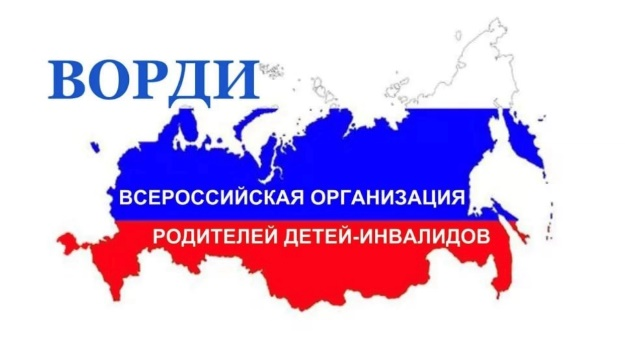 ВОРДИ
ВСЕРОССИЙСКАЯ ОРГАНИЗАЦИЯ
РОДИТЕЛЕЙ ДЕТЕЙ-ИНВАЛИДОВ